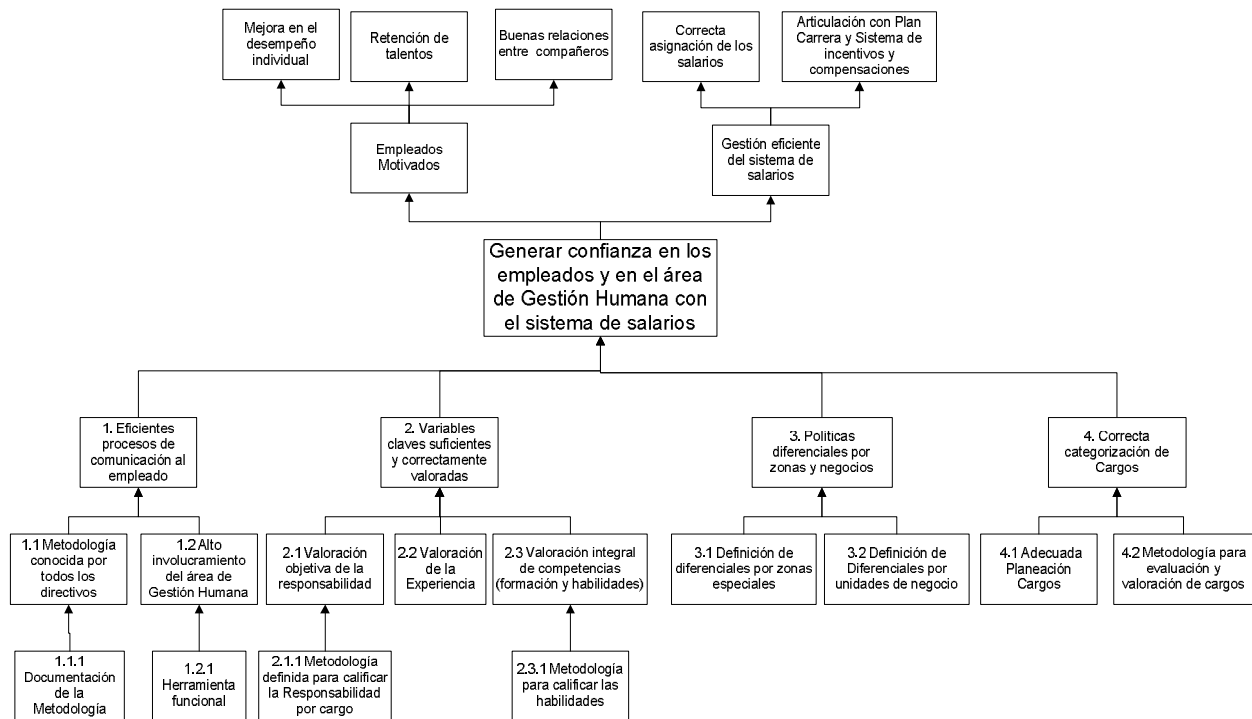 Mejora en el
desempeño
individual
Retención de
talentos
Buenas relaciones
entre compañeros
Correcta
asignación de los
salarios
Articulación con Plan
Carrera y Sistema de
incentivos y
compensaciones
Empleados
Motivados
Gestión eficiente
del sistema de
salarios
Generar confianza en los
empleados y en el área
de Gestión Humana con
el sistema de salarios
1. Eficientes
procesos de
comunicación al
empleado
2. Variables
claves suficientes
y correctamente
valoradas
3. Políticas
diferenciales por
zonas y negocios
4. Correcta
categorización de
Cargos
1.1 Metodología
conocida por
todos los
directivos
1.2 Alto
involucramiento
del área de
Gestión Humana
2.1 Valoración
objetiva de la
responsabilidad
2.2 Valoración
de la
Experiencia
2.3 Valoración integral
de competencias
(formación y habilidades)
3.1 Definición de
diferenciales por zonas
especiales
3.2 Definición de
Diferenciales por
unidades de negocio
4.1 Adecuada
Planeación
Cargos
4.2 Metodología para
evaluación y
valoración de cargos
1.1.1
Documentación
de la
Metodología
1.2.1
Herramienta
funcional
2.1.1 Metodología
definida para calificar
la Responsabilidad
por cargo
2.3.1 Metodología
para calificar las
habilidades